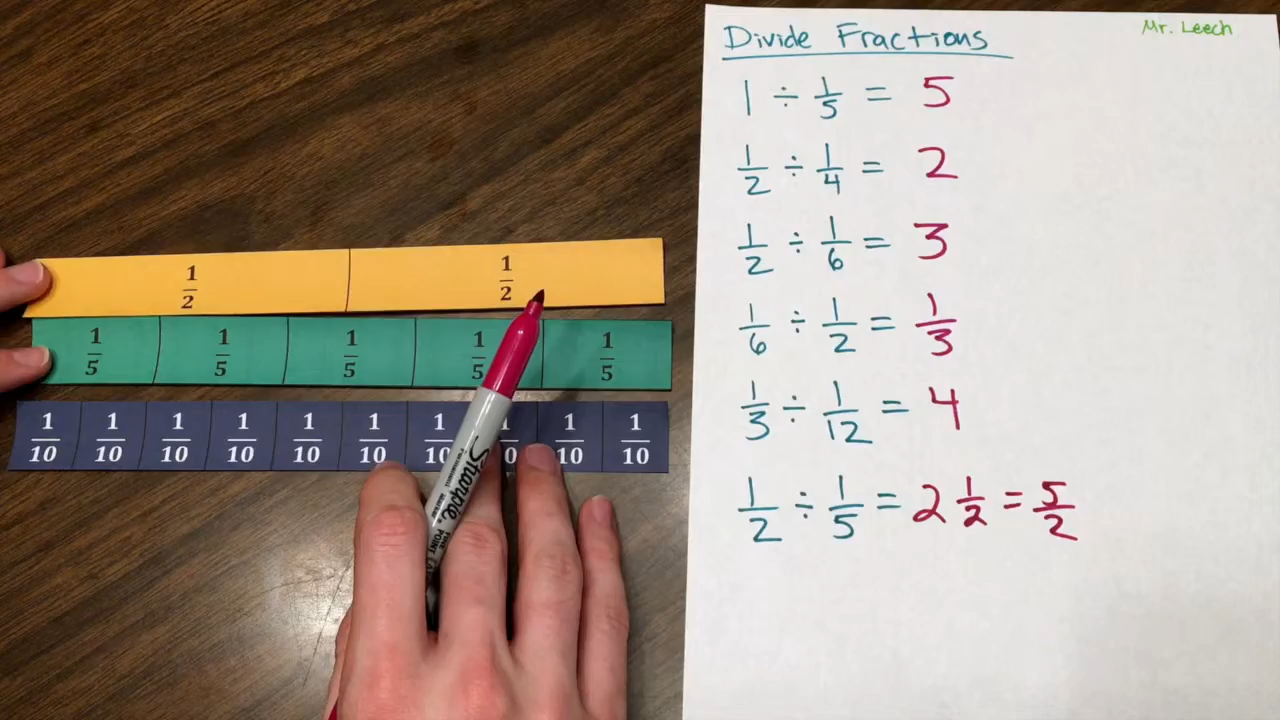 Divide Fractions
Mr. Leech
1 ÷ 1/5 = 5
1/2 ÷ 1/4 = 2
1/2 ÷ 1/6 = 3
1/6 ÷ 1/2 = 1/3
1/3 ÷ 1/12 = 4
1/2 ÷ 1/5 = 2 1/2 = 5/2
1/2 1/2
1/5 1/5 1/5 1/5 1/5
1/10 1/10 1/10 1/10 1/10 1/10 1/10 1/10 1/10
Sharpie